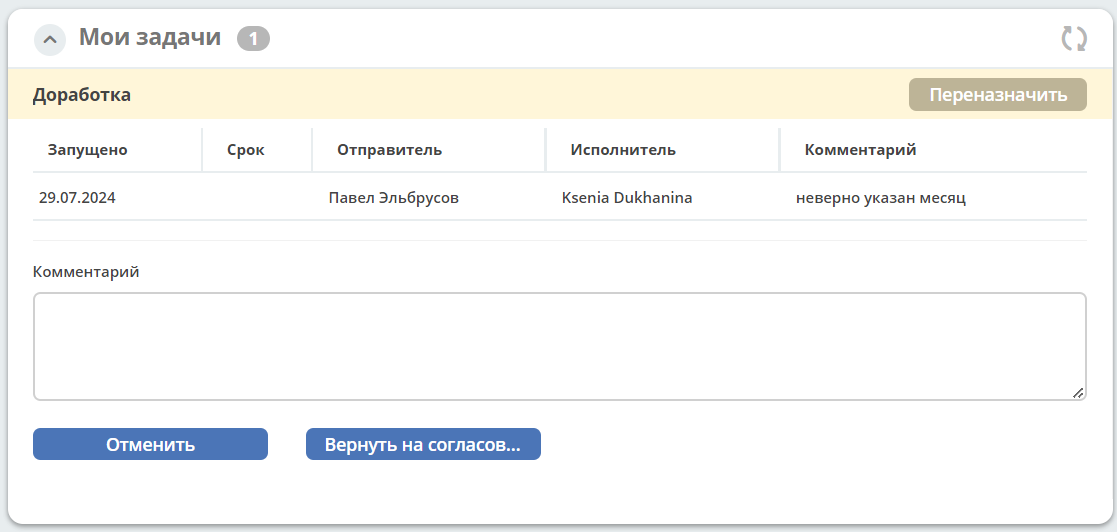 Мои задачи 1
Доработка Переназначить
Запущено Срок Отправитель Исполнитель Комментарий
29.07.2024 Павел Эльбрусов Ksenia Dukhanina неверно указан месяц
Комментарий
Отменить Вернуть на согласов...